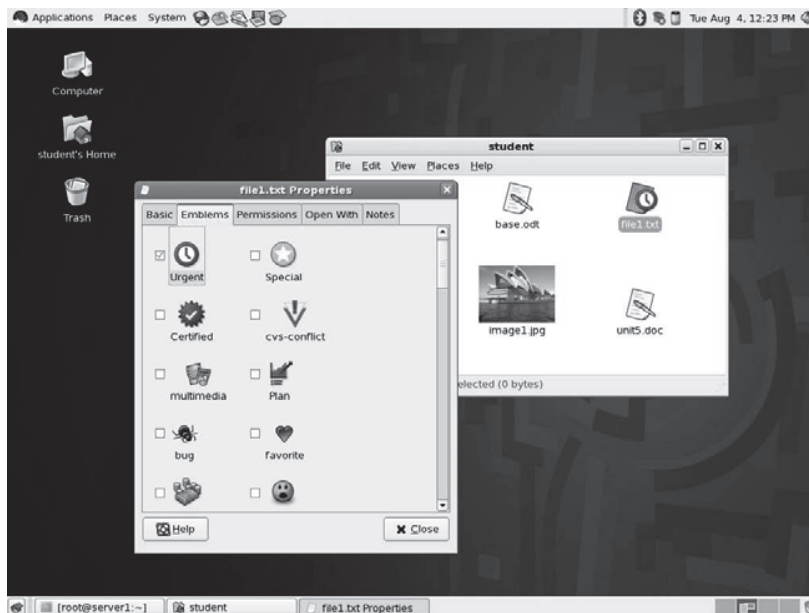 Applications Places System
Tue Aug 4, 12:23 PM
Computer
student's Home
Trash
student
File Edit View Places Help
base.odt
file1.txt
image1.jpg
unit5.doc
elected (0 bytes)
file1.txt Properties
Basic Emblems Permissions Open With Notes
Urgent
Special
Certified
cvs-conflict
multimedia
Plan
bug
favorite
Help
Close
[root@server1:~]
student
file1.txt Properties